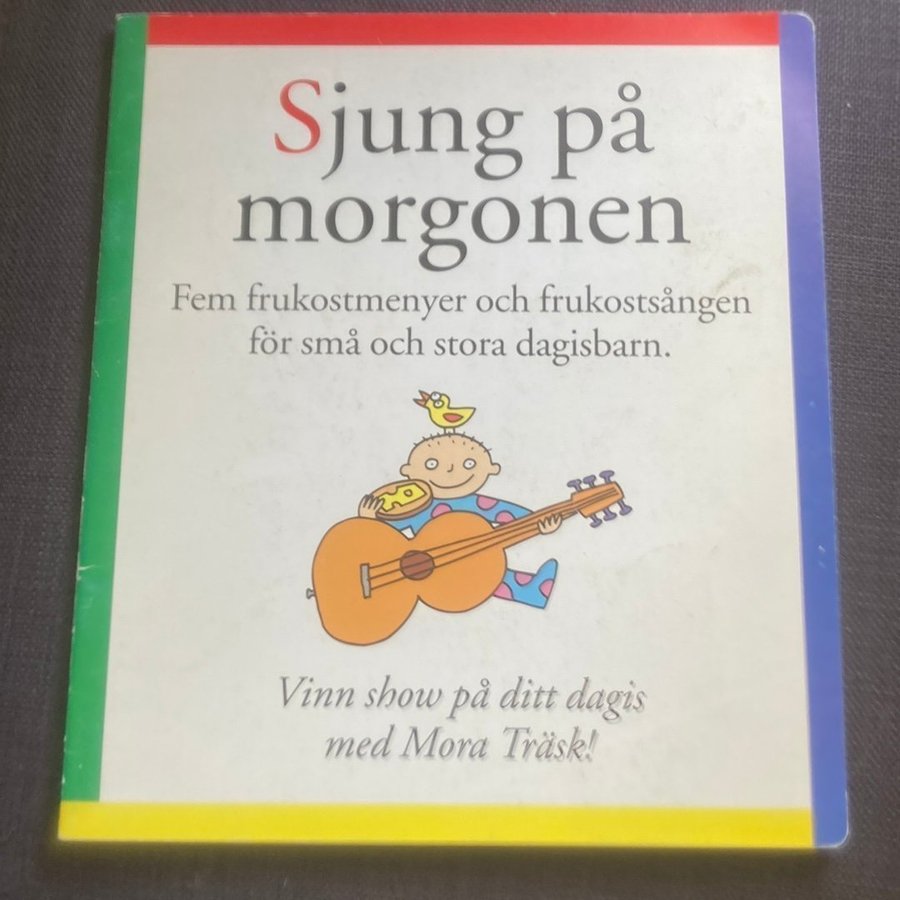 Sjung på
morgonen
Fem frukostmenyer och frukostsången
för små och stora dagisbarn.
Vinn show på ditt dagis
med Mora Träsk!